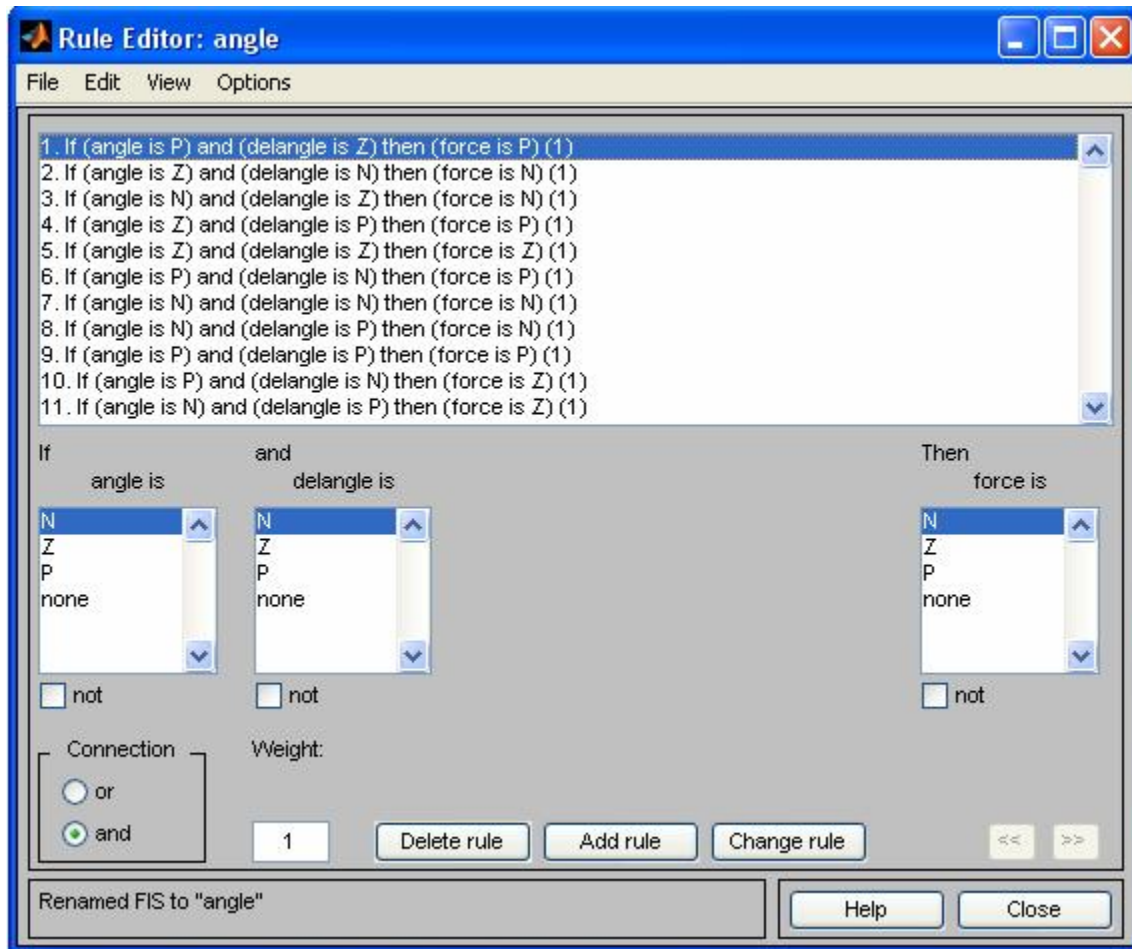 Rule Editor: angle
File Edit View Options
1. If (angle is P) and (delangle is Z) then (force is P) (1)
2. If (angle is Z) and (delangle is N) then (force is N) (1)
3. If (angle is N) and (delangle is Z) then (force is N) (1)
4. If (angle is Z) and (delangle is P) then (force is P) (1)
5. If (angle is Z) and (delangle is Z) then (force is Z) (1)
6. If (angle is P) and (delangle is N) then (force is P) (1)
7. If (angle is N) and (delangle is N) then (force is N) (1)
8. If (angle is N) and (delangle is P) then (force is N) (1)
9. If (angle is P) and (delangle is P) then (force is P) (1)
10. If (angle is P) and (delangle is N) then (force is Z) (1)
11. If (angle is N) and (delangle is P) then (force is Z) (1)
If and Then
angle is delangle is force is
N N N
Z Z Z
P P P
none none none
not not not
Connection Weight:
or
and 1 Delete rule Add rule Change rule << >>
Renamed FIS to "angle" Help Close